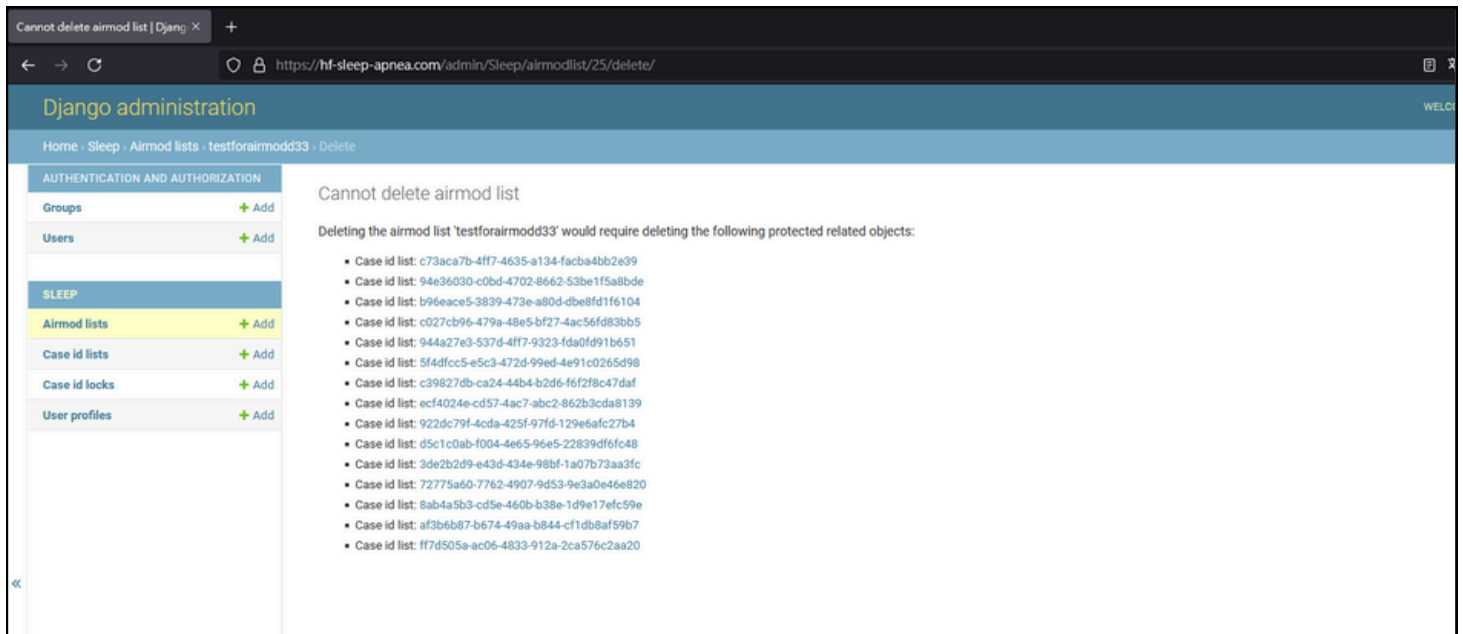 Cannot delete airmod list | Djang
https://hf-sleep-apnea.com/admin/Sleep/airmodlist/25/delete/
Django administration
Home › Sleep › Airmod lists › testforairmodd33 › Delete
AUTHENTICATION AND AUTHORIZATION
Groups + Add
Users + Add
SLEEP
Airmod lists + Add
Case id lists + Add
Case id locks + Add
User profiles + Add
«
Cannot delete airmod list
Deleting the airmod list 'testforairmodd33' would require deleting the following protected related objects:
▪ Case id list: c73aca7b-4ff7-4635-a134-facba4bb2e39
▪ Case id list: 94e36030-c0bd-4702-8662-53be1f5a8bde
▪ Case id list: b96eace5-3839-473e-a80d-dbe8fd1f6104
▪ Case id list: c027cb96-479a-48e5-bf27-4ac56fd83bb5
▪ Case id list: 944a27e3-537d-4ff7-9323-fda0fd91b651
▪ Case id list: 5f4dfcc5-e5c3-472d-99ed-4e91c0265d98
▪ Case id list: c39827db-ca24-44b4-b2d6-f6f2f8c47daf
▪ Case id list: ecf4024e-cd57-4ac7-abc2-862b3cda8139
▪ Case id list: 922dc79f-4cda-425f-97fd-129e6afc27b4
▪ Case id list: d5c1c0ab-f004-4e65-96e5-22839df6fc48
▪ Case id list: 3de2b2d9-e43d-434e-98bf-1a07b73aa3fc
▪ Case id list: 72775a60-7762-4907-9d53-9e3a0e46e820
▪ Case id list: 8ab4a5b3-cd5e-460b-b38e-1d9e17efc59e
▪ Case id list: af3b6b87-b674-49aa-b844-cf1db8af59b7
▪ Case id list: ff7d505a-ac06-4833-912a-2ca576c2aa20